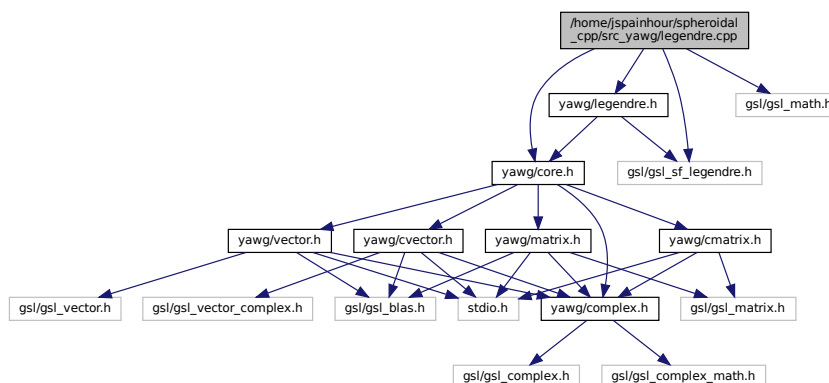 /home/jspainhour/spheroidal
_cpp/src_yawg/legendre.cpp
yawg/legendre.h
gsl/gsl_math.h
yawg/core.h
gsl/gsl_sf_legendre.h
yawg/vector.h
yawg/cvector.h
yawg/matrix.h
yawg/cmatrix.h
gsl/gsl_vector.h
gsl/gsl_vector_complex.h
gsl/gsl_blas.h
stdio.h
yawg/complex.h
gsl/gsl_matrix.h
gsl/gsl_complex.h
gsl/gsl_complex_math.h